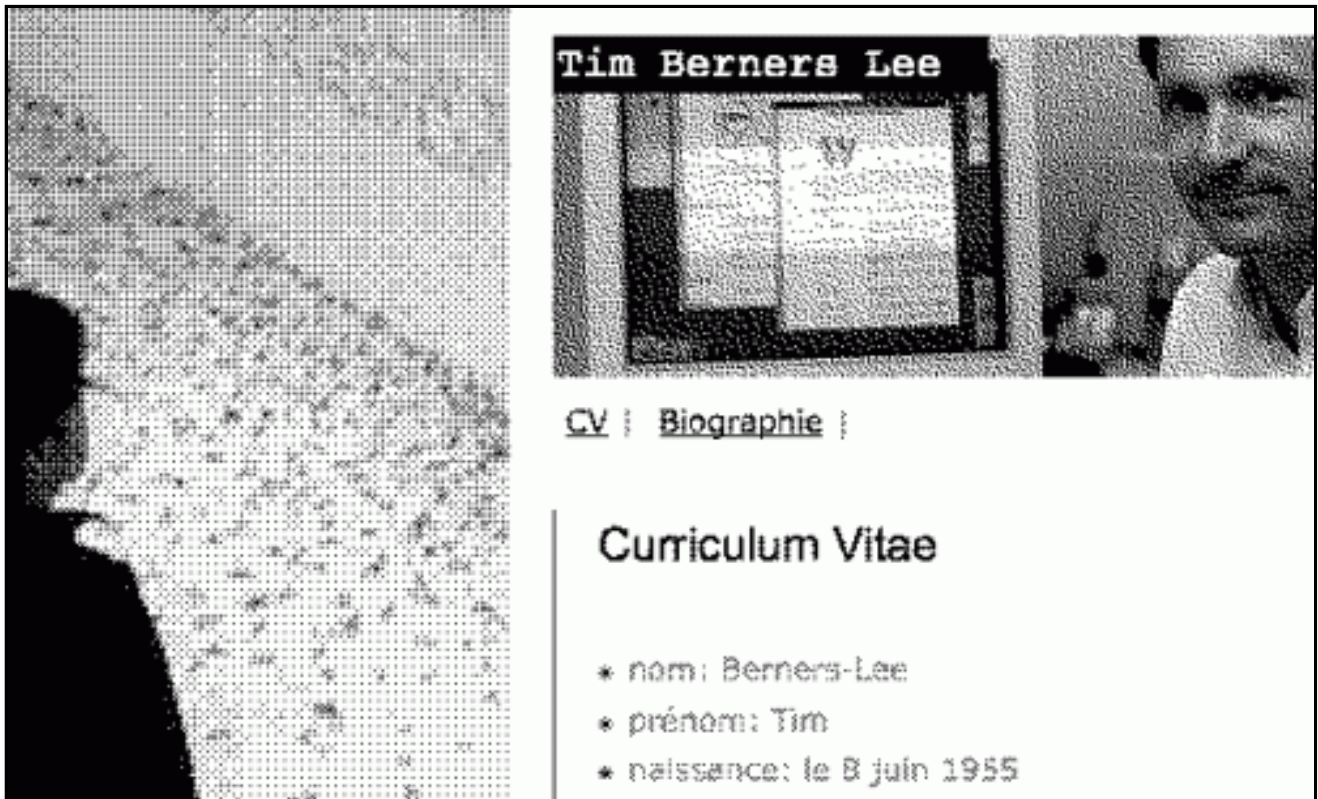 Tim Berners Lee
W
CV Biographie
Curriculum Vitae
nom: Berners-Lee
prénom: Tim
naissance: le 8 juin 1955